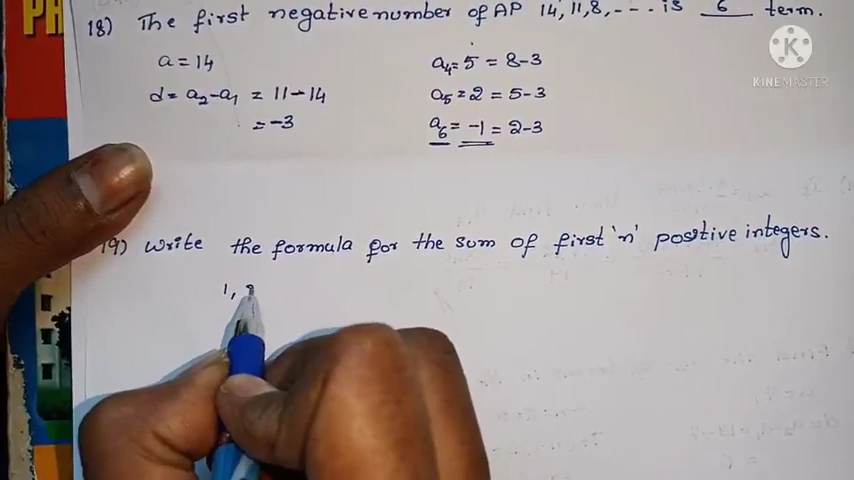 PP
18) The first negative number of AP 14, 11, 8, - - - . is 6 term.
a = 14
d = a₂-a₁ = 11-14
= -3
a₄ = 5 = 8-3
a₅ = 2 = 5-3
a₆ = -1 = 2-3
K
KINEMASTER
19) Write the formula for the sum of first 'n' positive integers.
1,